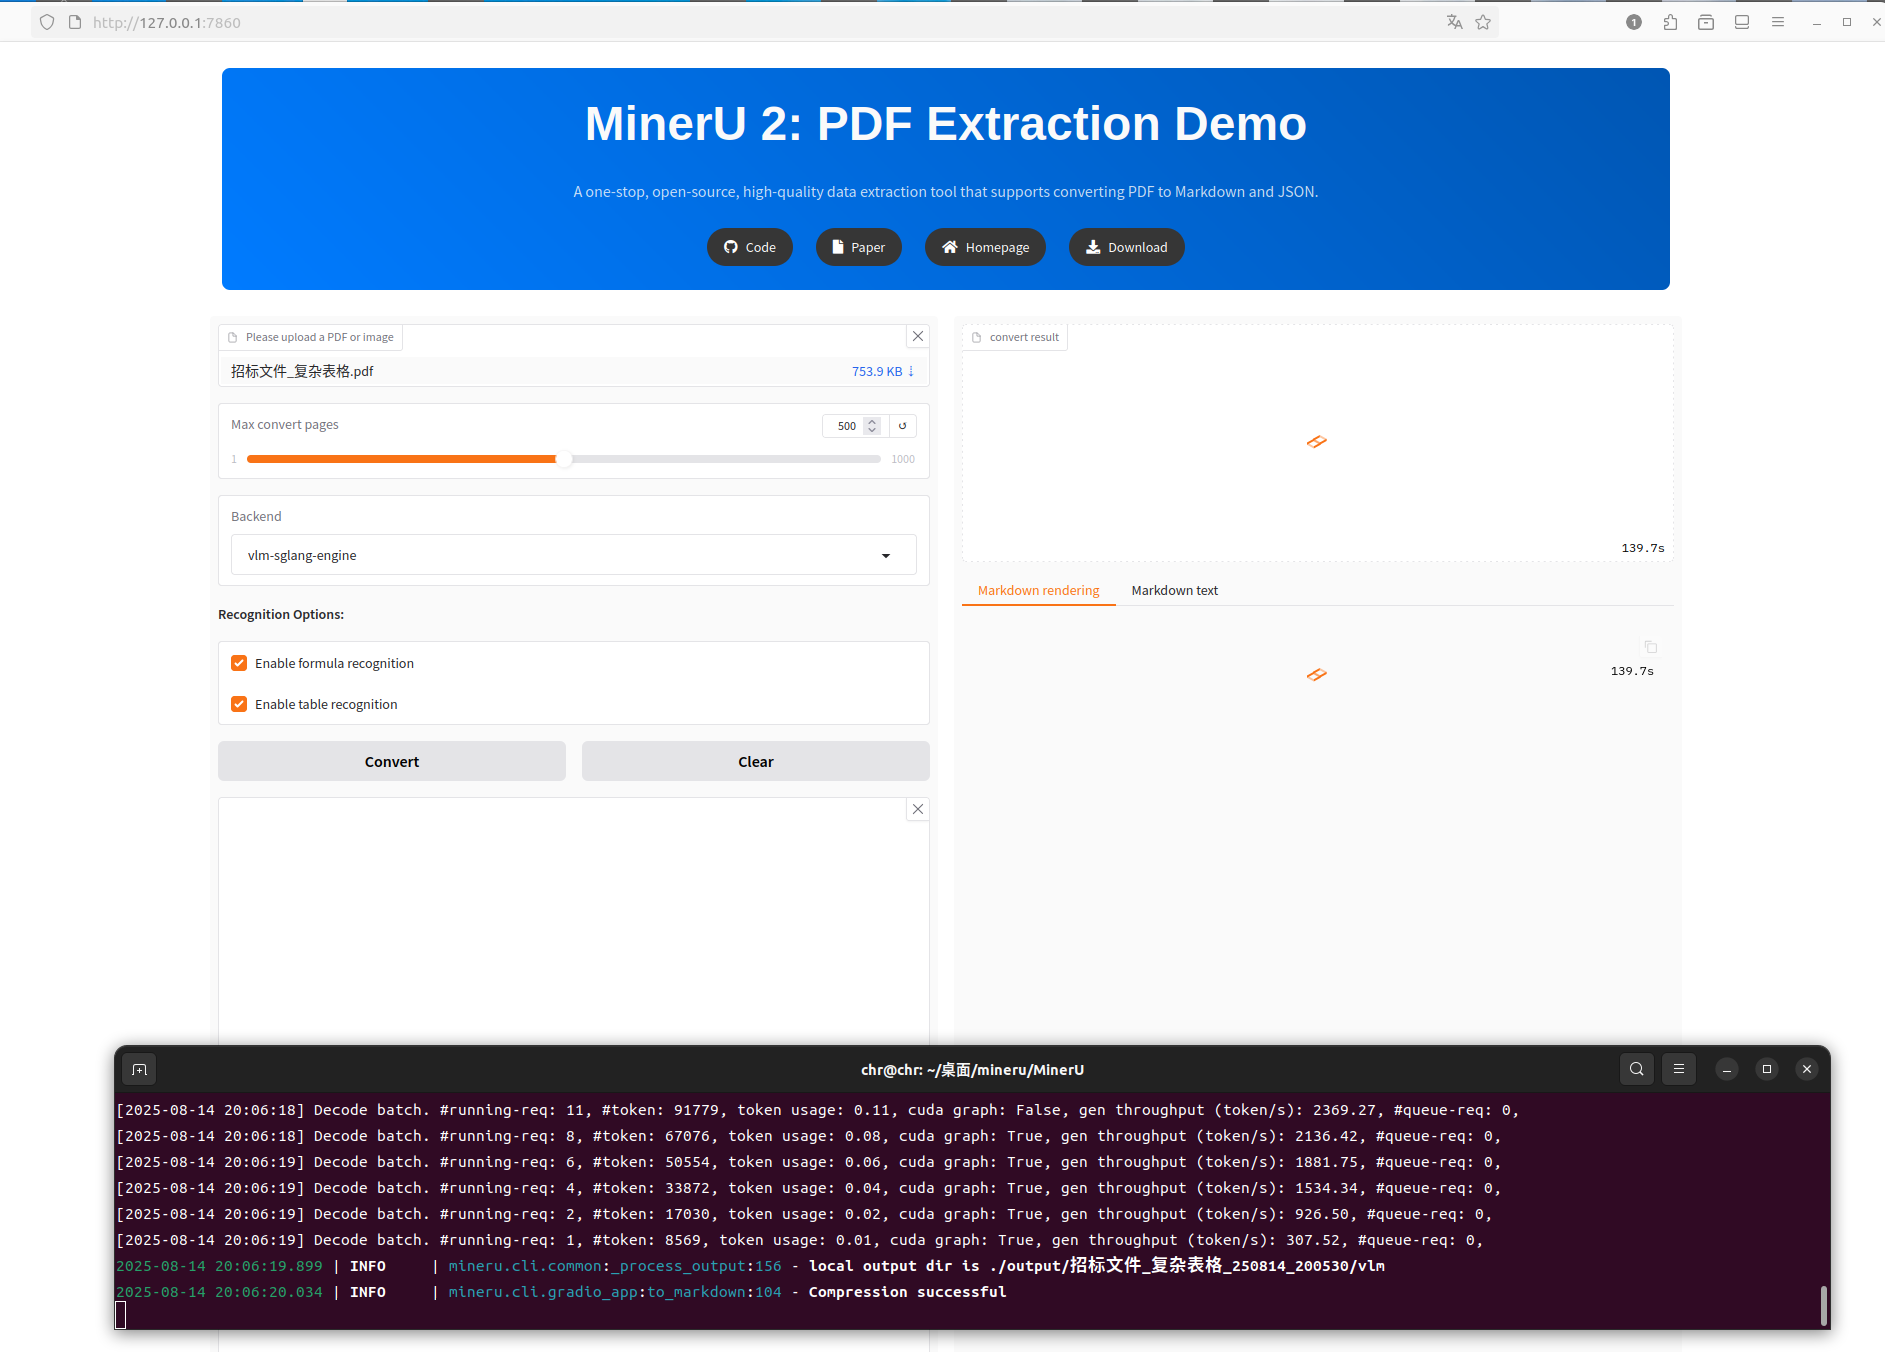 http://127.0.0.1:7860
1
MinerU 2: PDF Extraction Demo
A one-stop, open-source, high-quality data extraction tool that supports converting PDF to Markdown and JSON.
Code
Paper
Homepage
Download
Please upload a PDF or image
招标文件_复杂表格.pdf
753.9 KB ⇣
Max convert pages
500
1
1000
Backend
vlm-sglang-engine
Recognition Options:
Enable formula recognition
Enable table recognition
Convert
Clear
convert result
139.7s
Markdown rendering
Markdown text
139.7s
chr@chr: ~/桌面/mineru/MinerU
[2025-08-14 20:06:18] Decode batch. #running-req: 11, #token: 91779, token usage: 0.11, cuda graph: False, gen throughput (token/s): 2369.27, #queue-req: 0,
[2025-08-14 20:06:18] Decode batch. #running-req: 8, #token: 67076, token usage: 0.08, cuda graph: True, gen throughput (token/s): 2136.42, #queue-req: 0,
[2025-08-14 20:06:19] Decode batch. #running-req: 6, #token: 50554, token usage: 0.06, cuda graph: True, gen throughput (token/s): 1881.75, #queue-req: 0,
[2025-08-14 20:06:19] Decode batch. #running-req: 4, #token: 33872, token usage: 0.04, cuda graph: True, gen throughput (token/s): 1534.34, #queue-req: 0,
[2025-08-14 20:06:19] Decode batch. #running-req: 2, #token: 17030, token usage: 0.02, cuda graph: True, gen throughput (token/s): 926.50, #queue-req: 0,
[2025-08-14 20:06:19] Decode batch. #running-req: 1, #token: 8569, token usage: 0.01, cuda graph: True, gen throughput (token/s): 307.52, #queue-req: 0,
2025-08-14 20:06:19.899 | INFO     | mineru.cli.common:_process_output:156 - local output dir is ./output/招标文件_复杂表格_250814_200530/vlm
2025-08-14 20:06:20.034 | INFO     | mineru.cli.gradio_app:to_markdown:104 - Compression successful